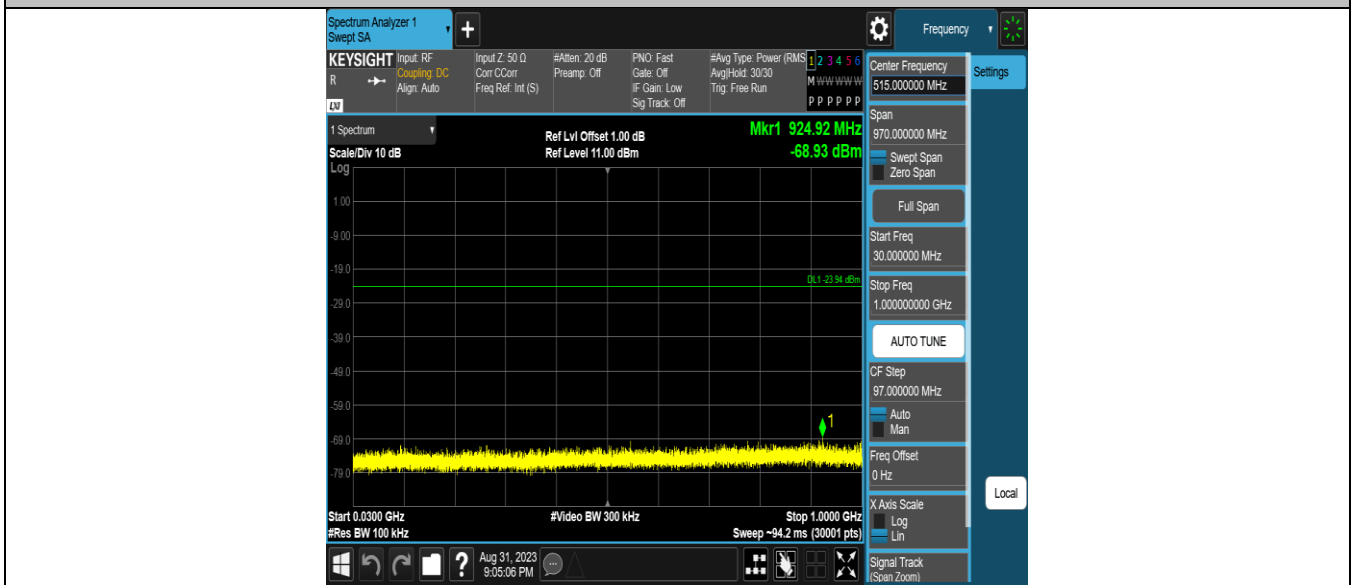 Spectrum Analyzer 1
Swept SA
+
Frequency
KEYSIGHT
R
LXI
Input: RF
Coupling: DC
Align: Auto
Input Z: 50 Ω
Corr CCorr
Freq Ref: Int (S)
#Atten: 20 dB
Preamp: Off
PNO: Fast
Gate: Off
IF Gain: Low
Sig Track: Off
#Avg Type: Power (RMS
Avg|Hold: 30/30
Trig: Free Run
1 2 3 4 5 6
M W W W W W
P P P P P P
Center Frequency
515.000000 MHz
Settings
Span
970.000000 MHz
Swept Span
Zero Span
Full Span
Start Freq
30.000000 MHz
Stop Freq
1.000000000 GHz
AUTO TUNE
CF Step
97.000000 MHz
Auto
Man
Freq Offset
0 Hz
X Axis Scale
Log
Lin
Signal Track
(Span Zoom)
Local
1 Spectrum
Scale/Div 10 dB
Ref Lvl Offset 1.00 dB
Ref Level 11.00 dBm
Mkr1 924.92 MHz
-68.93 dBm
Log
1.00
-9.00
-19.0
DL1 -23.94 dBm
-29.0
-39.0
-49.0
-59.0
1
-69.0
-79.0
Start 0.0300 GHz
#Res BW 100 kHz
#Video BW 300 kHz
Stop 1.0000 GHz
Sweep ~94.2 ms (30001 pts)
?
Aug 31, 2023
9:05:06 PM